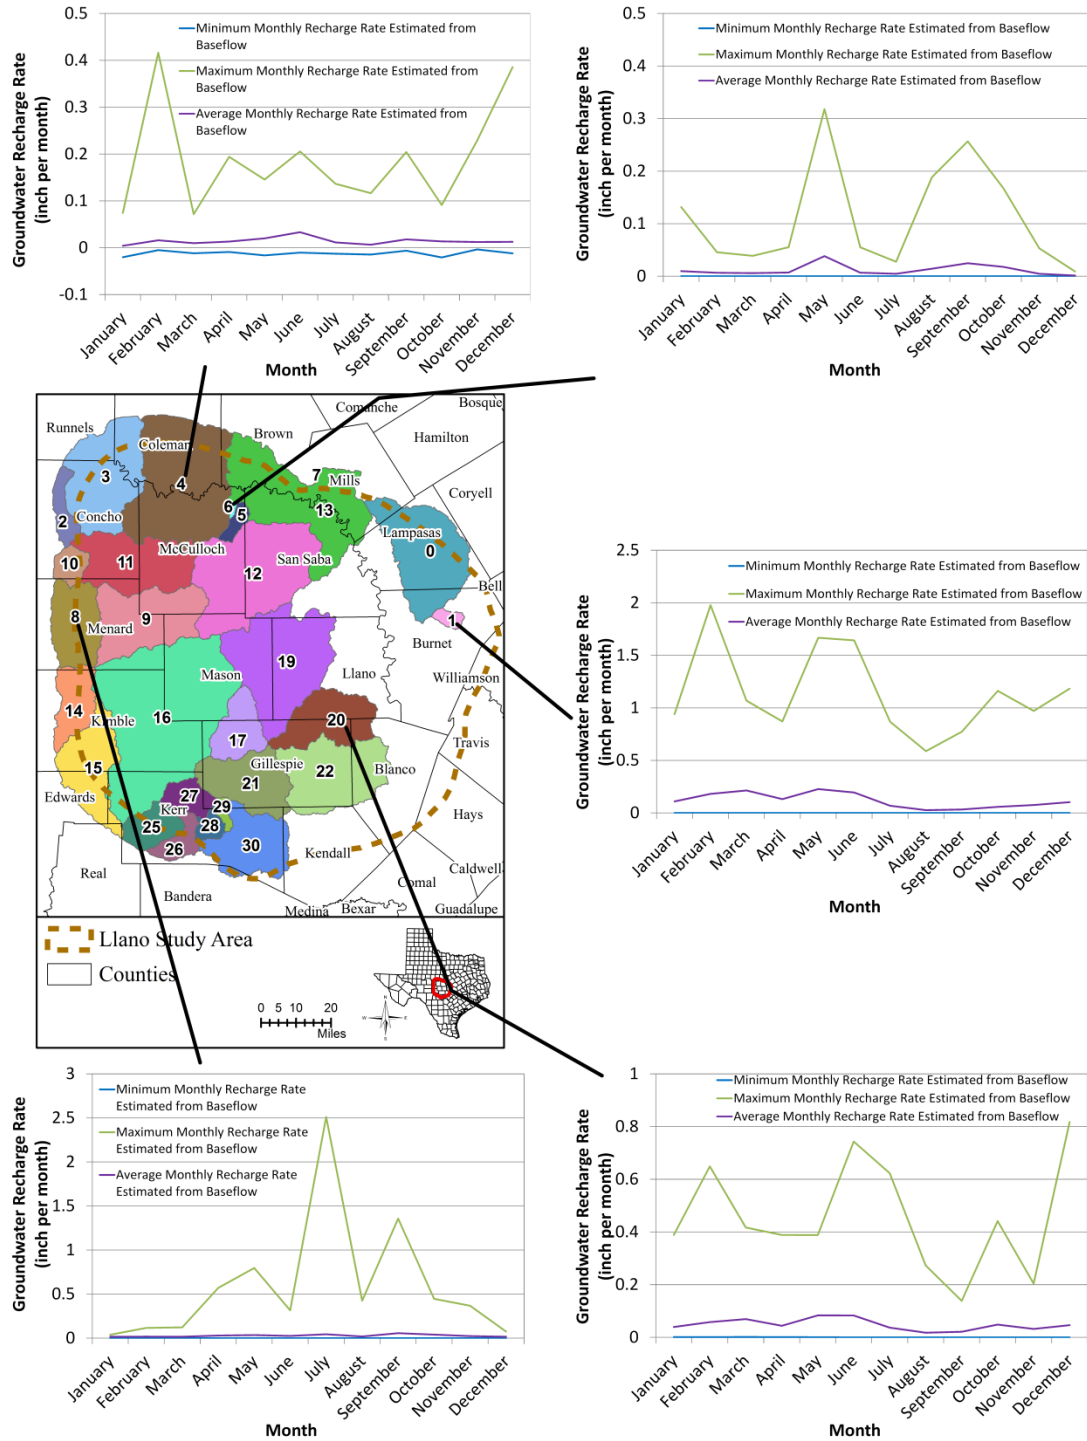 0.5
0.4
0.3
0.2
0.1
0
-0.1
Groundwater Recharge Rate
(inch per month)
Minimum Monthly Recharge Rate Estimated from
Baseflow
Maximum Monthly Recharge Rate Estimated from
Baseflow
Average Monthly Recharge Rate Estimated from
Baseflow
January
February
March
April
May
June
July
August
September
October
November
December
Month
0.5
0.4
0.3
0.2
0.1
0
Groundwater Recharge Rate
(inch per month)
Minimum Monthly Recharge Rate Estimated from Baseflow
Maximum Monthly Recharge Rate Estimated from Baseflow
Average Monthly Recharge Rate Estimated from Baseflow
January
February
March
April
May
June
July
August
September
October
November
December
Month
Runnels
Coleman
Brown
Comanche
Bosque
Hamilton
3
4
7
Mills
Coryell
2
Concho
6
5
13
Lampasas
0
10
11
McCulloch
12
San Saba
Bell
8
Menard
9
1
Burnet
Mason
19
Llano
Williamson
14
Kimble
16
20
Travis
17
15
Gillespie
22
Blanco
Edwards
27
21
Kerr
29
Hays
25
28
26
30
Kendall
Real
Bandera
Comal
Caldwell
Medina
Bexar
Guadalupe
Llano Study Area
Counties
0 5 10 20
Miles
N
W
E
S
2.5
2
1.5
1
0.5
0
Groundwater Recharge Rate
(inch per month)
Minimum Monthly Recharge Rate Estimated from Baseflow
Maximum Monthly Recharge Rate Estimated from Baseflow
Average Monthly Recharge Rate Estimated from Baseflow
January
February
March
April
May
June
July
August
September
October
November
December
Month
3
2.5
2
1.5
1
0.5
0
Groundwater Recharge Rate
(inch per month)
Minimum Monthly Recharge Rate
Estimated from Baseflow
Maximum Monthly Recharge Rate
Estimated from Baseflow
Average Monthly Recharge Rate
Estimated from Baseflow
January
February
March
April
May
June
July
August
September
October
November
December
Month
1
0.8
0.6
0.4
0.2
0
Groundwater Recharge Rate
(inch per month)
Minimum Monthly Recharge Rate Estimated from Baseflow
Maximum Monthly Recharge Rate Estimated from Baseflow
Average Monthly Recharge Rate Estimated from Baseflow
January
February
March
April
May
June
July
August
September
October
November
December
Month